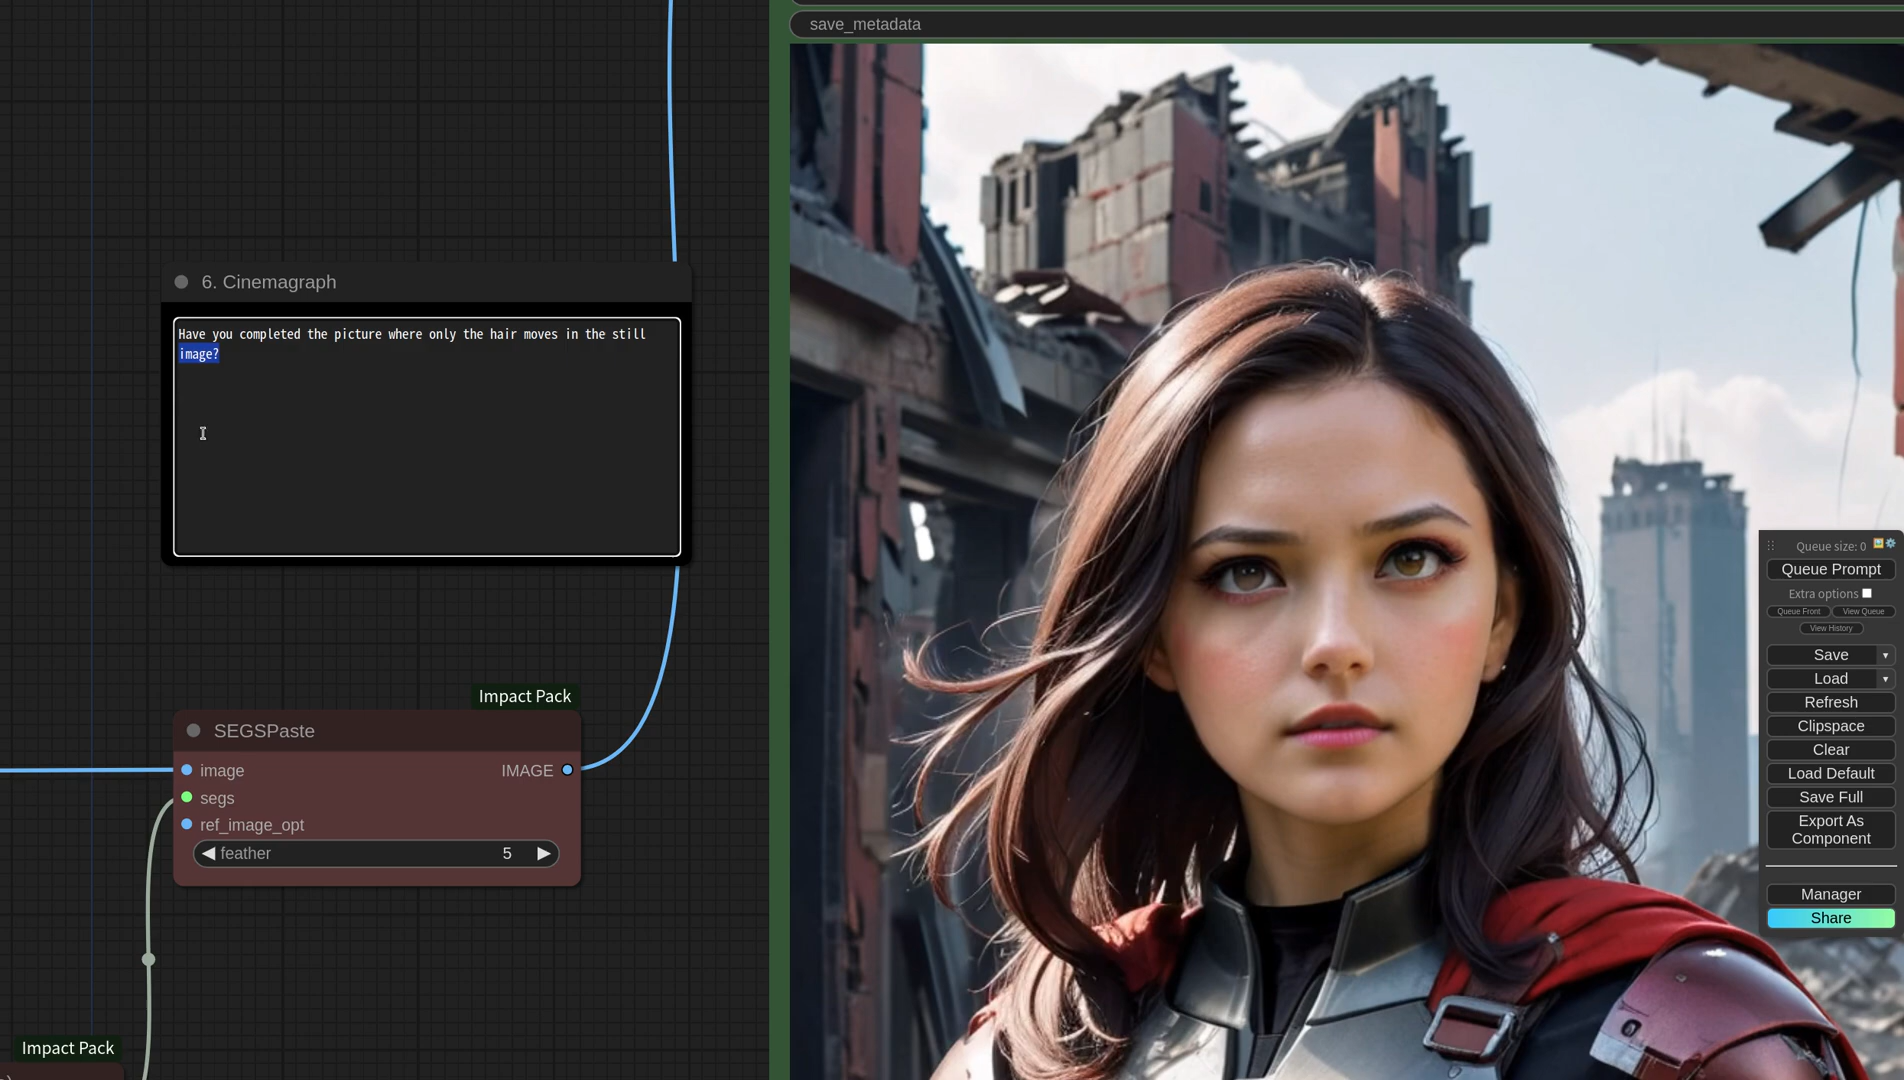 save_metadata
6. Cinemagraph
Have you completed the picture where only the hair moves in the still
image?
Impact Pack
SEGSPaste
image
IMAGE
segs
ref_image_opt
feather
5
Impact Pack
Queue size: 0
Queue Prompt
Extra options
Queue Front
View Queue
View History
Save
Load
Refresh
Clipspace
Clear
Load Default
Save Full
Export As
Component
Manager
Share